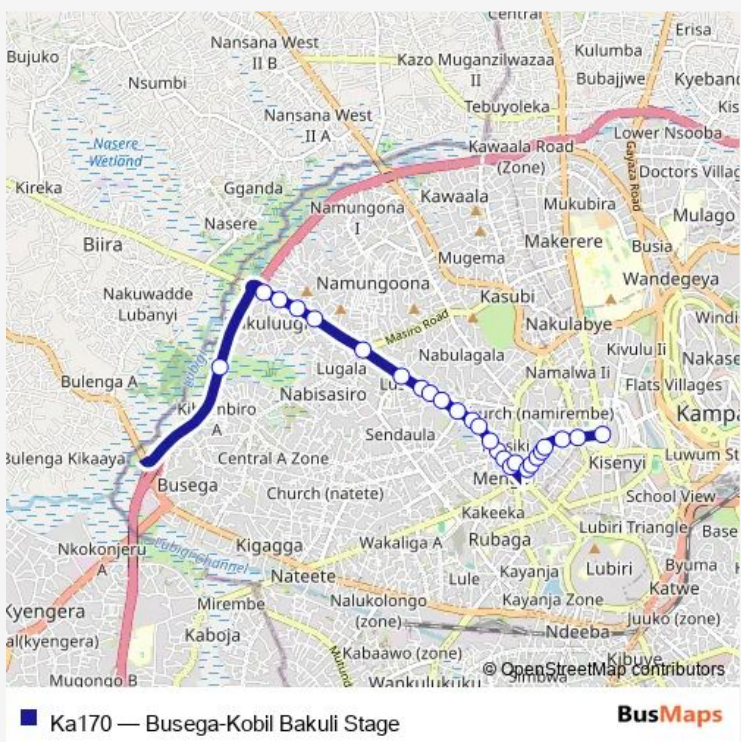 Central
Erisa
Nansana West
II B
Bujuko
Kazo Muganzilwazaa
II
Kulumba
Bubajjwe
Nsumbi
Kyeband
Tebuyoleka
Kis
Nansana West
II A
Lower Nsooba
Nasere
Wetland
Kawaala Road
(Zone)
Gayaza Road
Doctors Villag
Kireka
Gganda
Kawaala
Namungona
I
Mukubira
Mulago
Nasere
Makerere
Busia
Biira
Mugema
Wandegeya
Namungoona
Nakuwadde
Lubanyi
Kasubi
Nakulabye
Windi
Masiro Road
Kivulu Ii
Nabulagala
Nakase
Lugala
Namalwa Ii
Bulenga A
Flats Villages
Nabisasiro
Kampa
Sendaula
A
Bulenga Kikaaya
Central A Zone
Kisenyi
Luwum St
Busega
Church (natete)
School View
Kakeeka
Lubiri Triangle
Base
Nkokonjeru
A
Lubigi Channel
Kigagga
Wakaliga A
Rubaga
Byuma
Nateete
Lule
Kayanja
Lubiri
Katwe
Kyengera
Mirembe
Nalukolongo
(zone)
Kayanja Zone
Juuko (zone)
al(kyengera)
Kaboja
Ndeeba
Kabaawo (zone)
Kibuye
Mugongo B
Mutund
Wankulukuku
© OpenStreetMap contributors
Ka170 — Busega-Kobil Bakuli Stage
BusMaps